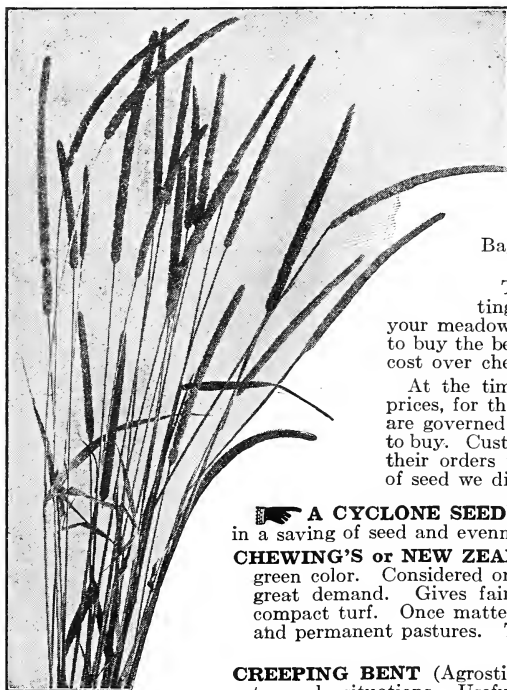 Ba
T
ting
your meadow
to buy the be
cost over che
At the tim
prices, for th
are governed
to buy. Cust
their orders
of seed we di
A CYCLONE SEED
in a saving of seed and evenn
CHEWING'S or NEW ZEA
green color. Considered or
great demand. Gives fair
compact turf. Once matte
and permanent pastures. T
CREEPING BENT (Agrosti